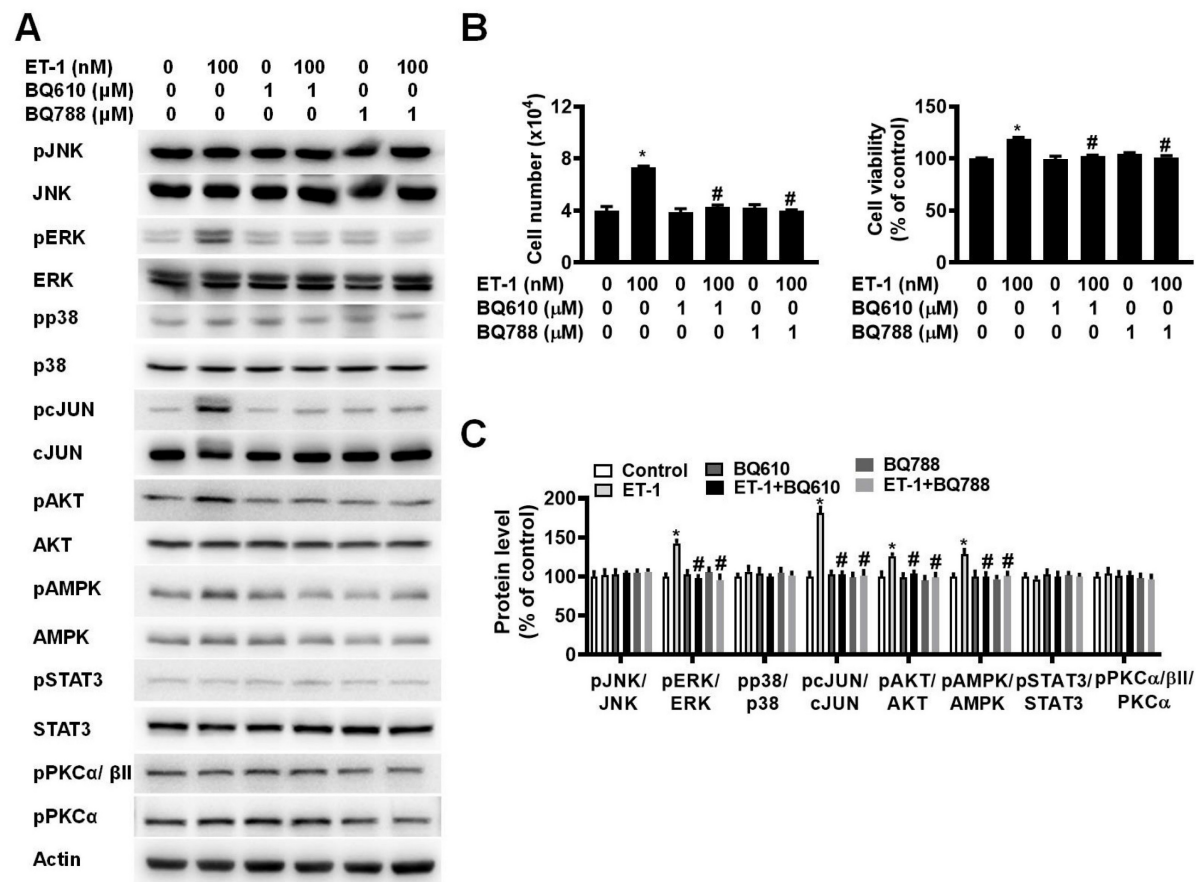 A
ET-1 (nM) 0 100 0 100 0 100
BQ610 (μM) 0 0 1 1 0 0
BQ788 (μM) 0 0 0 0 1 1
pJNK
JNK
pERK
ERK
pp38
p38
pcJUN
cJUN
pAKT
AKT
pAMPK
AMPK
pSTAT3
STAT3
pPKCα/ βII
pPKCα
Actin
B
Cell number (x10⁴)
12
8
4
0
*
#
#
ET-1 (nM) 0 100 0 100 0 100
BQ610 (μM) 0 0 1 1 0 0
BQ788 (μM) 0 0 0 0 1 1
Cell viability
(% of control)
150
100
50
0
*
#
#
ET-1 (nM) 0 100 0 100 0 100
BQ610 (μM) 0 0 1 1 0 0
BQ788 (μM) 0 0 0 0 1 1
C
Control BQ610 BQ788
ET-1 ET-1+BQ610 ET-1+BQ788
Protein level
(% of control)
200
150
100
50
0
* # #
* # #
* # #
* # #
pJNK/ pERK/ pp38/ pcJUN/ pAKT/ pAMPK/ pSTAT3/ pPKCα/βII/
JNK ERK p38 cJUN AKT AMPK STAT3 PKCα